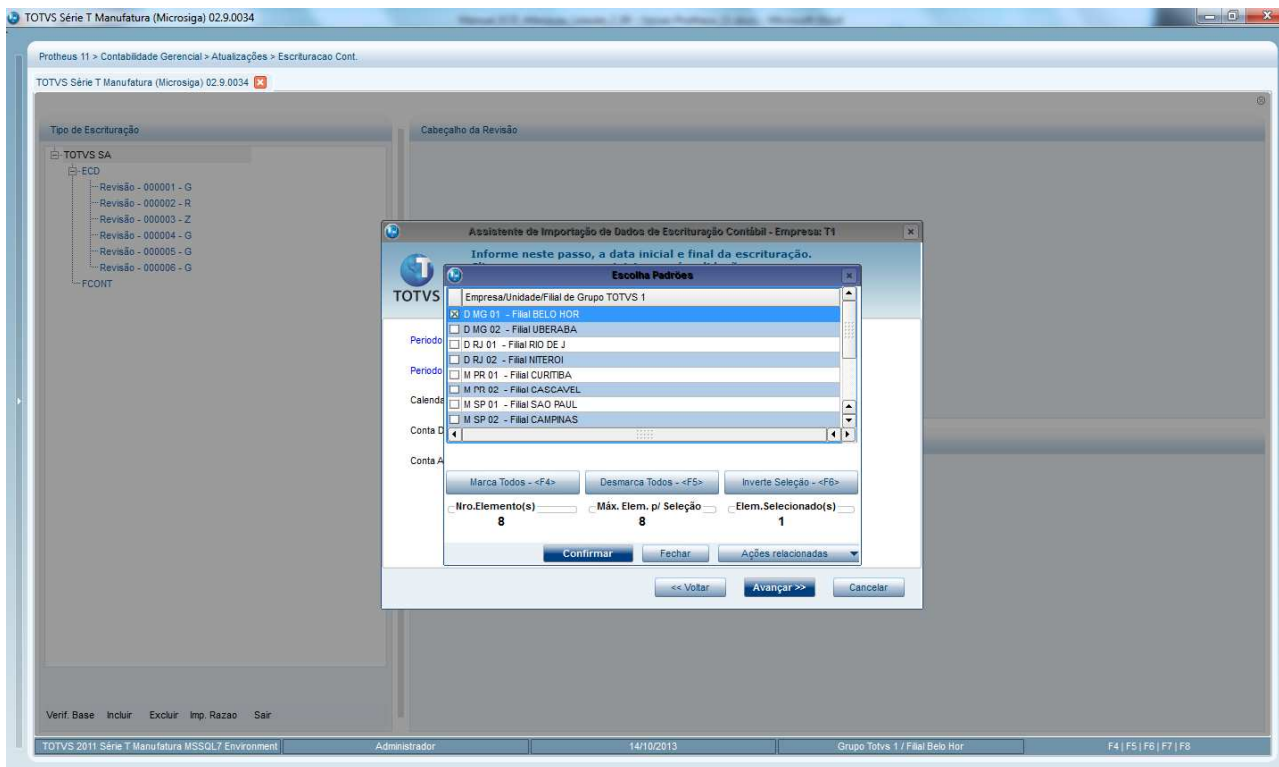 TOTVS Série T Manufatura (Microsiga) 02.9.0034
Protheus 11 > Contabilidade Gerencial > Atualizações > Escrituracao Cont.
TOTVS Série T Manufatura (Microsiga) 02.9.0034
Tipo de Escrituração
Cabeçalho da Revisão
TOTVS SA
ECD
Revisão - 000001 - G
Revisão - 000002 - R
Revisão - 000003 - Z
Revisão - 000004 - G
Revisão - 000005 - G
Revisão - 000006 - G
FCONT
Assistente de Importação de Dados de Escrituração Contábil - Empresa: T1
Informe neste passo, a data inicial e final da escrituração.
TOTVS
Escolha Padrões
Empresa/Unidade/Filial de Grupo TOTVS 1
D MG 01 - Filial BELO HOR
D MG 02 - Filial UBERABA
D RJ 01 - Filial RIO DE J
D RJ 02 - Filial NITEROI
M PR 01 - Filial CURITIBA
M PR 02 - Filial CASCAVEL
M SP 01 - Filial SAO PAUL
M SP 02 - Filial CAMPINAS
Periodo
Periodo
Calenda
Conta D
Conta A
Marca Todos - <F4> Desmarca Todos - <F5> Inverte Seleção - <F6>
Nro.Elemento(s) Máx. Elem. p/ Seleção Elem.Selecionado(s)
8 8 1
Confirmar Fechar Ações relacionadas
<< Voltar Avançar >> Cancelar
Verif. Base Incluir Excluir Imp. Razao Sair
TOTVS 2011 Série T Manufatura MSSQL7 Environment Administrador 14/10/2013 Grupo Totvs 1 / Filial Belo Hor F4 | F5 | F6 | F7 | F8